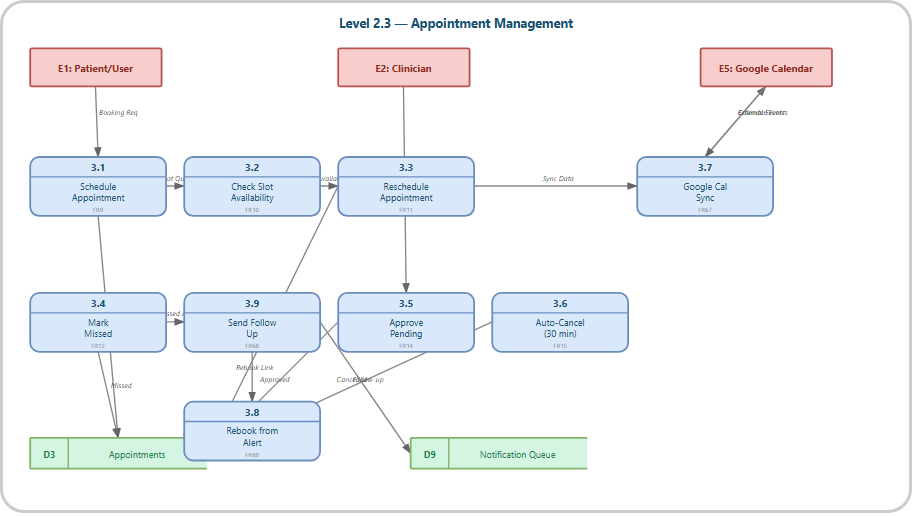 Level 2.3 — Appointment Management
E1: Patient/User
E2: Clinician
E5: Google Calendar
Booking Req
3.1
Schedule
Appointment
FR9
3.2
Check Slot
Availability
FR10
3.3
Reschedule
Appointment
FR11
Sync Data
3.7
Google Cal
Sync
FR67
3.4
Mark
Missed
FR12
3.9
Send Follow
Up
FR68
3.5
Approve
Pending
FR14
3.6
Auto-Cancel
(30 min)
FR15
Rebook Link
Missed
Approved
3.8
Rebook from
Alert
FR69
D3
Appointments
D9
Notification Queue